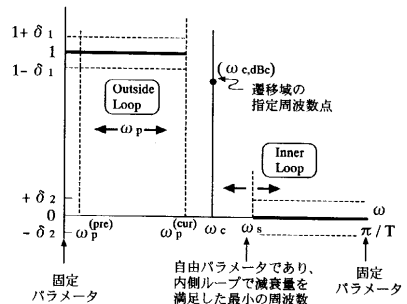 1+δ1
1
1−δ1
Outside
Loop
ωp
(ωc,dBc)
遷移域の
指定周波数点
Inner
Loop
+δ2
0
−δ2
ωp(pre)
ωp(cur)
ωc
ωs
ω
π/T
固定
パラメータ
自由パラメータであり、
内側ループで減衰量を
満足した最小の周波数
固定
パラメータ